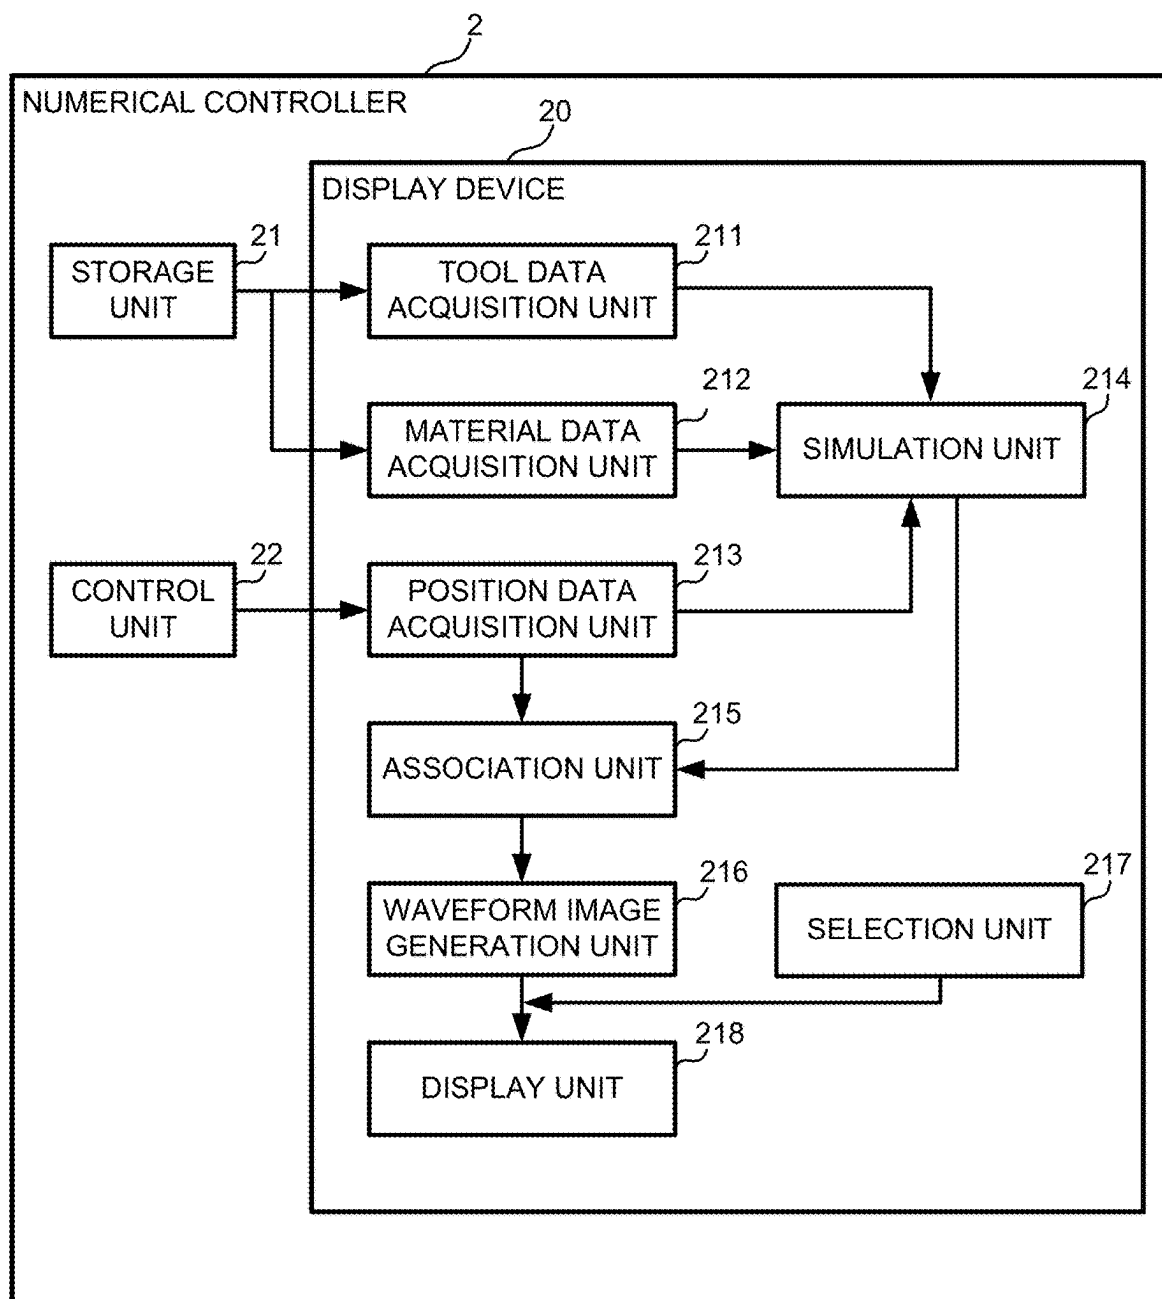 2
NUMERICAL CONTROLLER
20
DISPLAY DEVICE
21
STORAGE
UNIT
211
TOOL DATA
ACQUISITION UNIT
212
MATERIAL DATA
ACQUISITION UNIT
214
SIMULATION UNIT
22
CONTROL
UNIT
213
POSITION DATA
ACQUISITION UNIT
215
ASSOCIATION UNIT
216
WAVEFORM IMAGE
GENERATION UNIT
217
SELECTION UNIT
218
DISPLAY UNIT